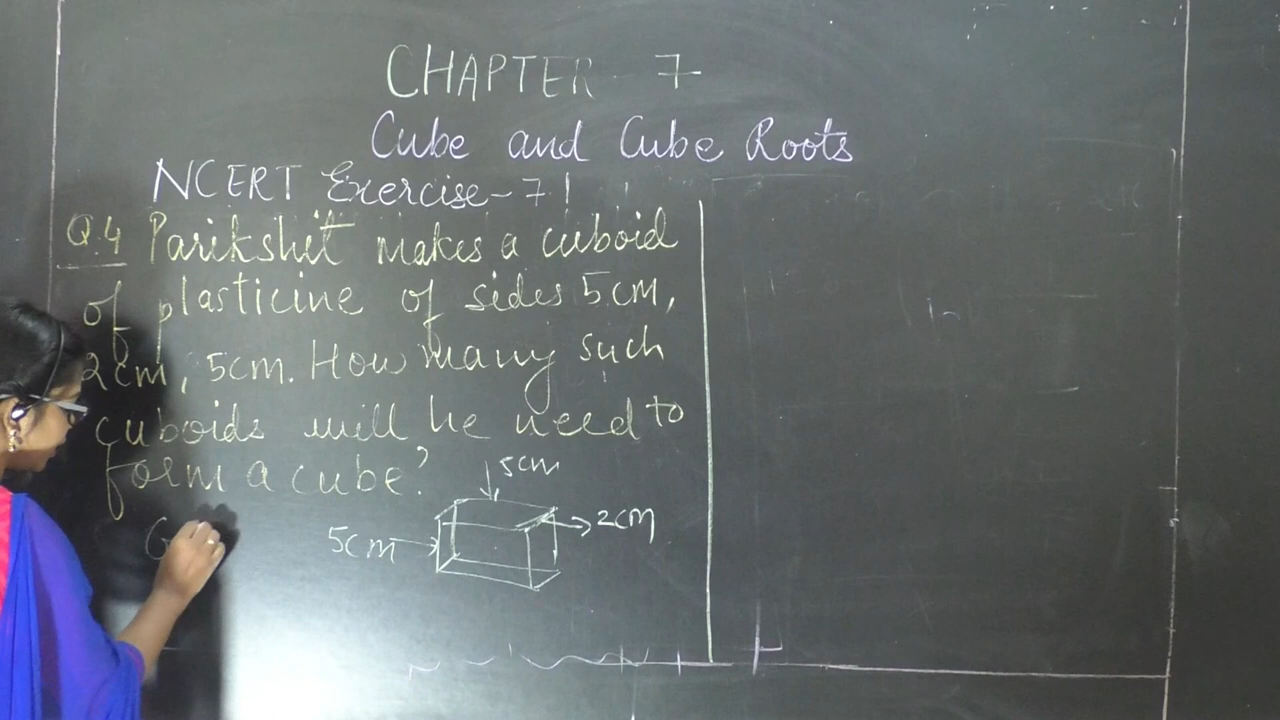 CHAPTER - 7
Cube and Cube Roots
NCERT Exercise - 7.1
Q.4 Parikshit makes a cuboid
of plasticine of sides 5cm,
2cm, 5cm. How many such
cuboids will he need to
form a cube?
5cm
2cm
5cm
G